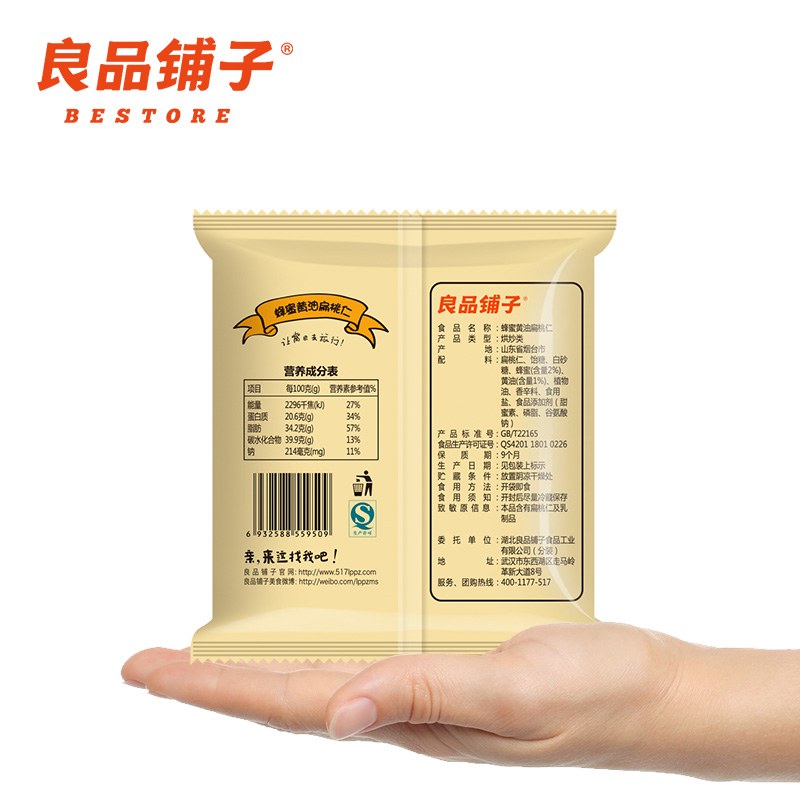 良品铺子®
BESTORE
蜂蜜黄油扁桃仁
让窝日去旅行!
营养成分表
项目 每100克(g) 营养素参考值%
能量 2296千焦(kJ) 27%
蛋白质 20.6克(g) 34%
脂肪 34.2克(g) 57%
碳水化合物 39.9克(g) 13%
钠 214毫克(mg) 11%
6 932588 559509
生产许可
亲,来这找我吧!
良品铺子官网:http://www.517lppz.com
良品铺子美食微博:http://weibo.com/lppzms
良品铺子®
食品名称:蜂蜜黄油扁桃仁
产品类型:烘炒类
产地:山东省烟台市
配料:扁桃仁、饴糖、白砂
糖、蜂蜜(含量2%)、
黄油(含量1%)、植物
油、香辛料、食用
盐、食品添加剂(甜
蜜素、磷脂、谷氨酸
钠)
产品标准号:GB/T22165
食品生产许可证号:QS4201 1801 0226
保质期:9个月
生产日期:见包装上标示
贮藏条件:放置阴凉干燥处
食用方法:开袋即食
食用须知:开封后尽量冷藏保存
致敏原信息:本品含有扁桃仁及乳
制品
委托单位:湖北良品铺子食品工业
有限公司(分装)
地址:武汉市东西湖区走马岭
革新大道8号
服务、团购热线:400-1177-517